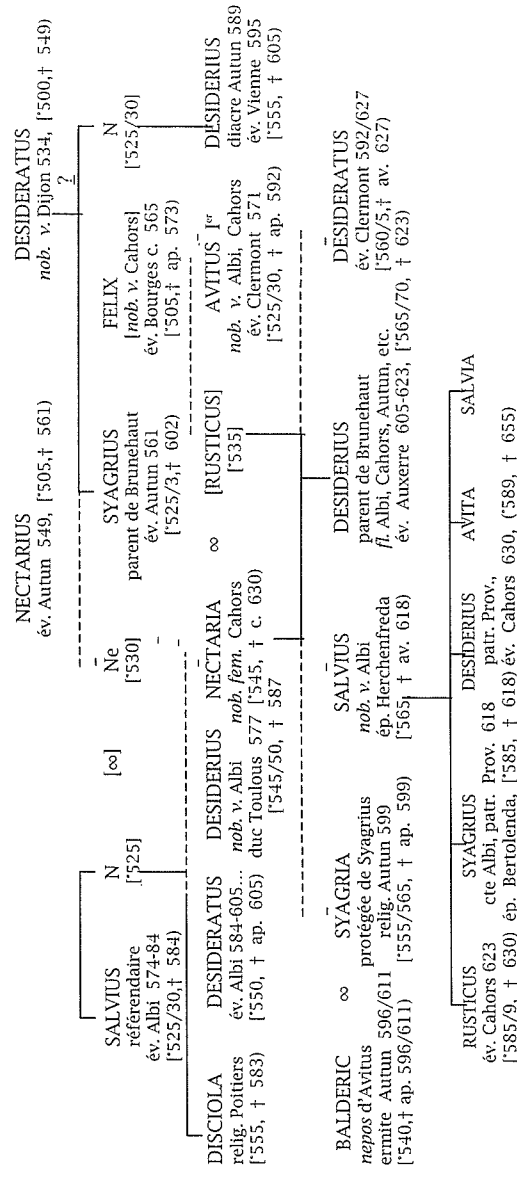 NECTARIUS
év. Autun 549, [°505,† 561)
DESIDERATUS
nob. v. Dijon 534, [°500,† 549)
?
SALVIUS
référendaire
év. Albi 574-84
[°525/30,† 584)
N
[°525]
[∞]
Ne
[°530]
SYAGRIUS
parent de Brunehaut
év. Autun 561
[°525/3,† 602)
FELIX
[nob. v. Cahors]
év. Bourges c. 565
[°505,† ap. 573)
N
[°525/30]
DISCIOLA
relig. Poitiers
[°555, † 583)
DESIDERATUS
év. Albi 584-605...
[°550, † ap. 605)
DESIDERIUS
nob. v. Albi
duc Toulous 577
[°545/50, † 587
NECTARIA
nob. fem. Cahors
[°545, † c. 630)
∞
[RUSTICUS]
[°535]
AVITUS Ier
nob. v. Albi, Cahors
év. Clermont 571
[°525/30, † ap. 592)
DESIDERIUS
diacre Autun 589
év. Vienne 595
[°555, † 605)
BALDERIC
nepos d'Avitus
ermite Autun 596/611
[°540,† ap. 596/611)
∞
SYAGRIA
protégée de Syagrius
relig. Autun 599
[°555/565, † ap. 599)
SALVIUS
nob. v. Albi
ép. Herchenfreda
[°565, † av. 618)
DESIDERIUS
parent de Brunehaut
fl. Albi, Cahors, Autun, etc.
év. Auxerre 605-623, [°565/70, † 623)
DESIDERATUS
év. Clermont 592/627
[°560/5,† av. 627)
RUSTICUS
év. Cahors 623
[°585/9, † 630)
SYAGRIUS
cte Albi, patr. Prov. 618
ép. Bertolenda, [°585, † 618)
DESIDERIUS
patr. Prov.,
év. Cahors 630, (°589, † 655)
AVITA
SALVIA